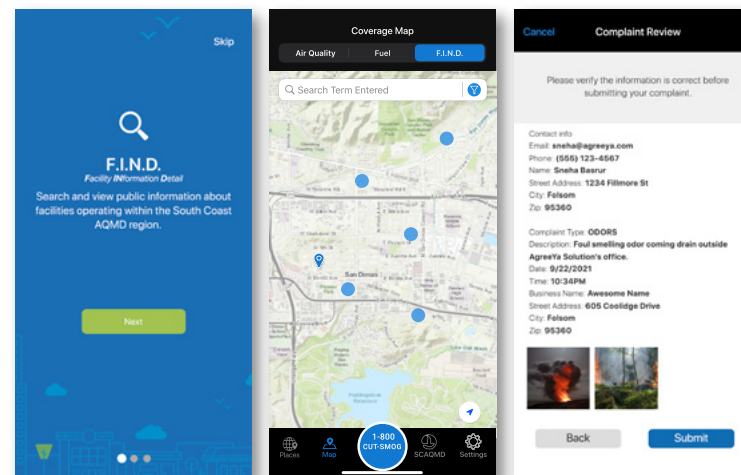 Skip
F.I.N.D.
Facility INformation Detail
Search and view public information about
facilities operating within the South Coast
AQMD region.
Next
Coverage Map
Air Quality
Fuel
F.I.N.D.
Search Term Entered
San Dimas
Places
Map
1-800
CUT-SMOG
SCAQMD
Settings
Cancel
Complaint Review
Please verify the information is correct before
submitting your complaint.
Contact info
Email: sneha@agreeya.com
Phone: (555) 123-4567
Name: Sneha Basrur
Street Address: 1234 Fillmore St
City: Folsom
Zip: 95360
Complaint Type: ODORS
Description: Foul smelling odor coming drain outside
AgreeYa Solution's office.
Date: 9/22/2021
Time: 10:34PM
Business Name: Awesome Name
Street Address: 605 Coolidge Drive
City: Folsom
Zip: 95360
Back
Submit